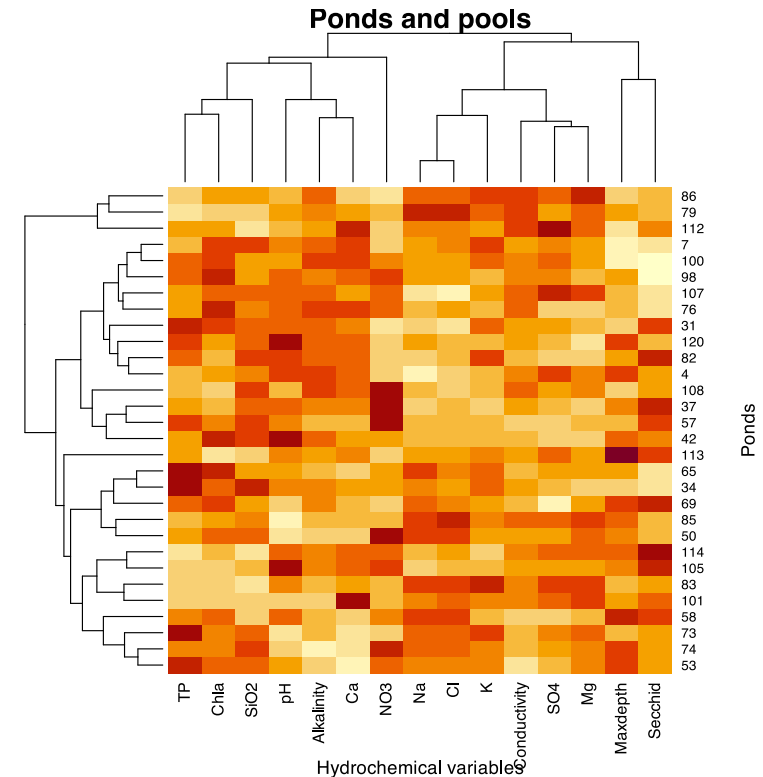 Ponds and pools
86
79
112
7
100
98
107
76
31
120
82
4
108
37
57
42
113
65
34
69
85
50
114
105
83
101
58
73
74
53
Ponds
TP
Chla
SiO2
pH
Alkalinity
Ca
NO3
Na
Cl
K
Conductivity
SO4
Mg
Maxdepth
Secchid
Hydrochemical variables